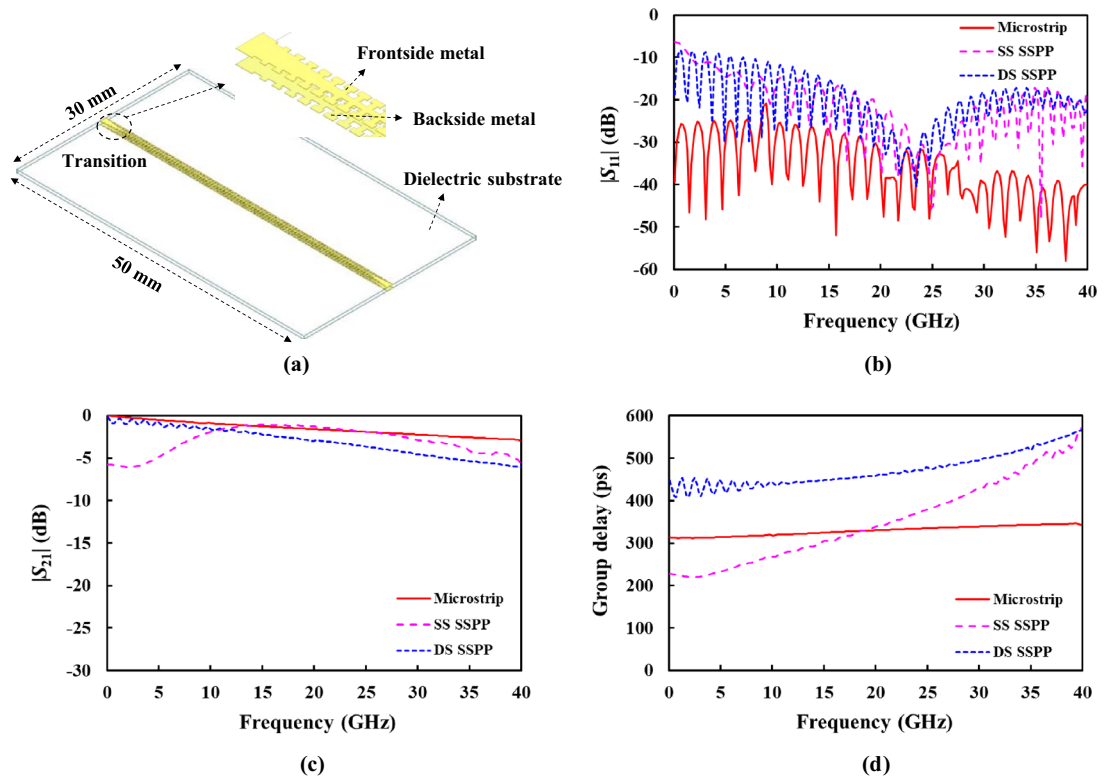 Frontside metal
Backside metal
30 mm
Transition
Dielectric substrate
50 mm
(a)
0
-10
-20
-30
-40
-50
-60
|S11| (dB)
Microstrip
SS SSPP
DS SSPP
0 5 10 15 20 25 30 35 40
Frequency (GHz)
(b)
0
-5
-10
-15
-20
-25
-30
|S21| (dB)
Microstrip
SS SSPP
DS SSPP
0 5 10 15 20 25 30 35 40
Frequency (GHz)
(c)
600
500
400
300
200
100
0
Group delay (ps)
Microstrip
SS SSPP
DS SSPP
0 5 10 15 20 25 30 35 40
Frequency (GHz)
(d)